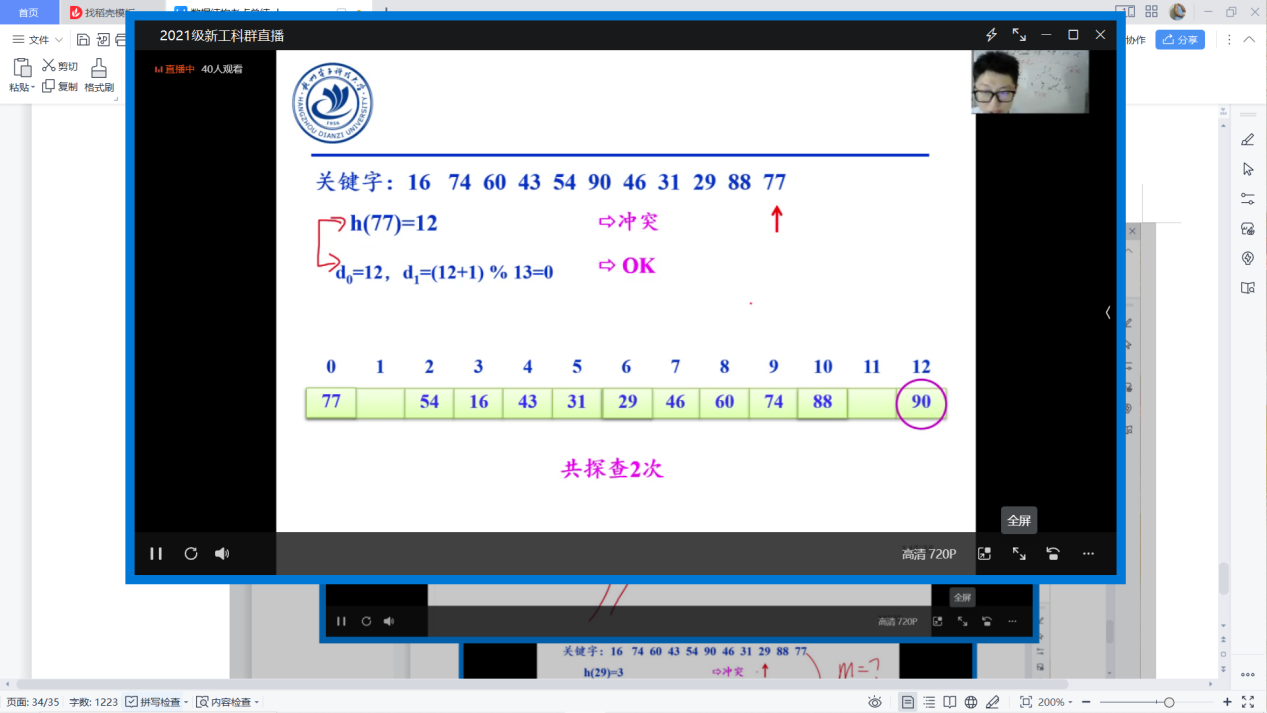 首页
找稻壳模板
文件
协作
分享
粘贴
剪切
复制
格式刷
2021级新工科群直播
直播中 40人观看
HANGZHOU DIANZI UNIVERSITY
1956
关键字：16 74 60 43 54 90 46 31 29 88 77
h(77)=12 ⇨冲突
d0=12，d1=(12+1) % 13=0 ⇨ OK
0 1 2 3 4 5 6 7 8 9 10 11 12
77 54 16 43 31 29 46 60 74 88 90
共探查2次
全屏
高清 720P
全屏
高清 720P
关键字：16 74 60 43 54 90 46 31 29 88 77
h(29)=3 ⇨冲突
m=?
页面: 34/35 字数: 1223 拼写检查 内容检查 200%